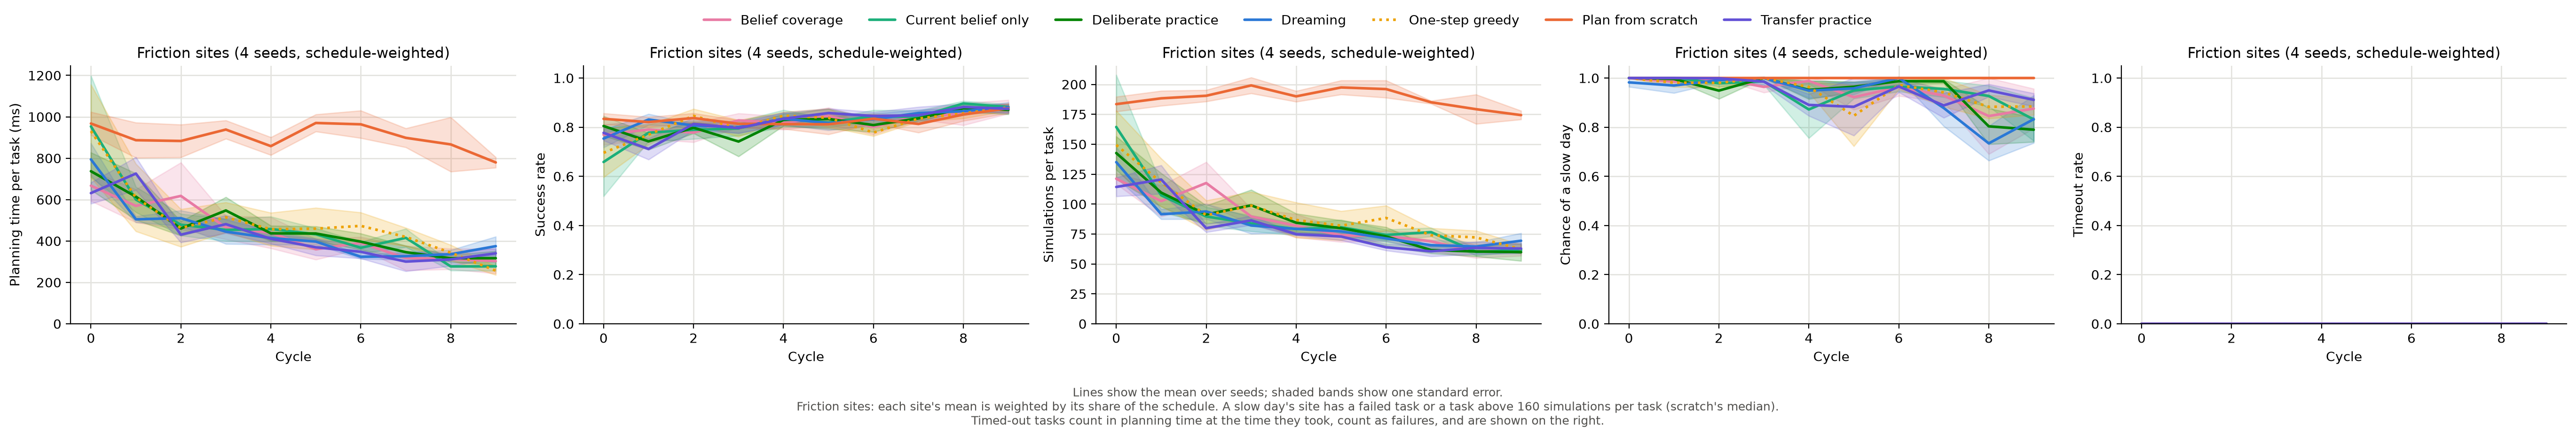 Belief coverage Current belief only Deliberate practice Dreaming One-step greedy Plan from scratch Transfer practice
Friction sites (4 seeds, schedule-weighted)
Planning time per task (ms)
1200
1000
800
600
400
200
0
0 2 4 6 8
Cycle
Friction sites (4 seeds, schedule-weighted)
Success rate
1.0
0.8
0.6
0.4
0.2
0.0
0 2 4 6 8
Cycle
Friction sites (4 seeds, schedule-weighted)
Simulations per task
200
175
150
125
100
75
50
25
0
0 2 4 6 8
Cycle
Friction sites (4 seeds, schedule-weighted)
Chance of a slow day
1.0
0.8
0.6
0.4
0.2
0.0
0 2 4 6 8
Cycle
Friction sites (4 seeds, schedule-weighted)
Timeout rate
1.0
0.8
0.6
0.4
0.2
0.0
0 2 4 6 8
Cycle
Lines show the mean over seeds; shaded bands show one standard error.
Friction sites: each site's mean is weighted by its share of the schedule. A slow day's site has a failed task or a task above 160 simulations per task (scratch's median).
Timed-out tasks count in planning time at the time they took, count as failures, and are shown on the right.